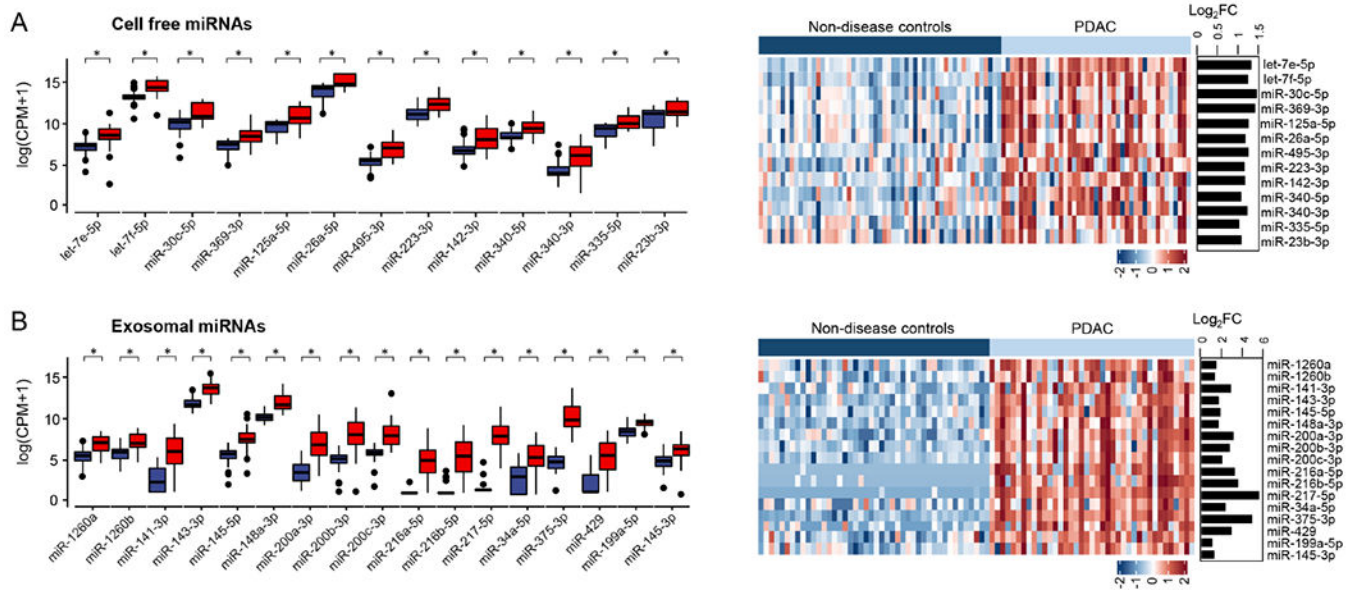 A
Cell free miRNAs
* * * * * * * * * * * * *
log(CPM+1)
15
10
5
0
let-7e-5p
let-7f-5p
miR-30c-5p
miR-369-3p
miR-125a-5p
miR-26a-5p
miR-495-3p
miR-223-3p
miR-142-3p
miR-340-5p
miR-340-3p
miR-335-5p
miR-23b-3p
Non-disease controls PDAC
Log2FC
0 0.5 1 1.5
let-7e-5p
let-7f-5p
miR-30c-5p
miR-369-3p
miR-125a-5p
miR-26a-5p
miR-495-3p
miR-223-3p
miR-142-3p
miR-340-5p
miR-340-3p
miR-335-5p
miR-23b-3p
-2 -1 0 1 2
B
Exosomal miRNAs
* * * * * * * * * * * * * * * * *
log(CPM+1)
15
10
5
0
miR-1260a
miR-1260b
miR-141-3p
miR-143-3p
miR-145-5p
miR-148a-3p
miR-200a-3p
miR-200b-3p
miR-200c-3p
miR-216a-5p
miR-216b-5p
miR-217-5p
miR-34a-5p
miR-375-3p
miR-429
miR-199a-5p
miR-145-3p
Non-disease controls PDAC
Log2FC
0 2 4 6
miR-1260a
miR-1260b
miR-141-3p
miR-143-3p
miR-145-5p
miR-148a-3p
miR-200a-3p
miR-200b-3p
miR-200c-3p
miR-216a-5p
miR-216b-5p
miR-217-5p
miR-34a-5p
miR-375-3p
miR-429
miR-199a-5p
miR-145-3p
-2 -1 0 1 2